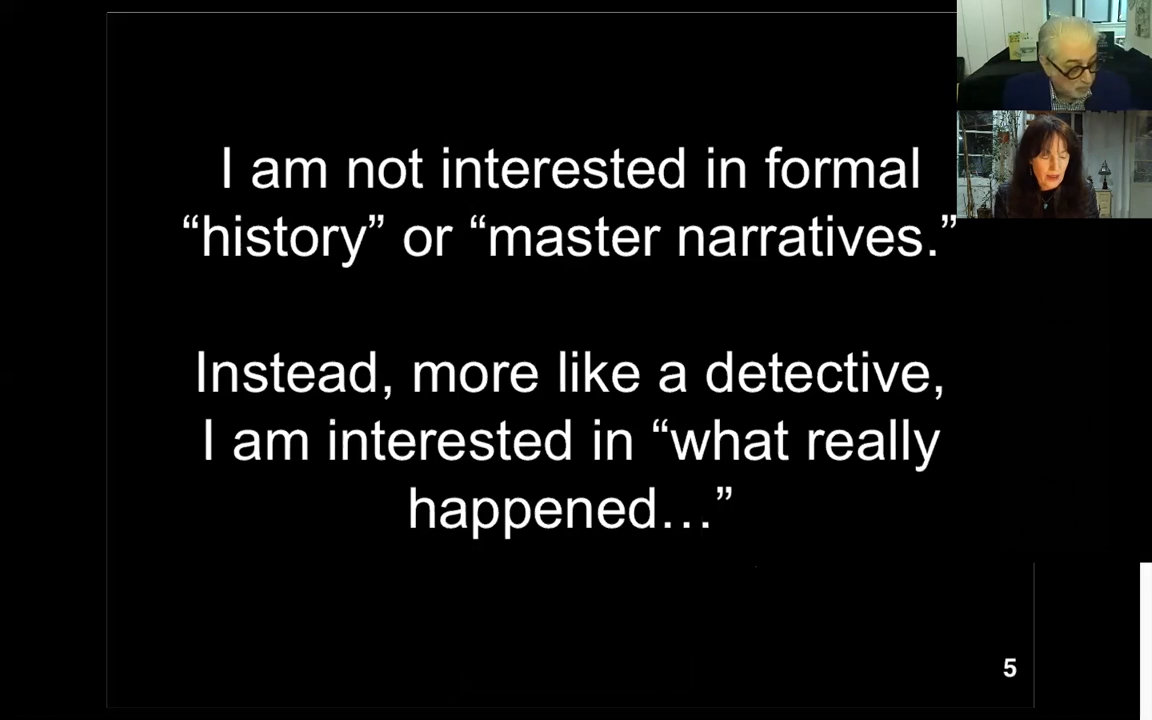 I am not interested in formal
“history” or “master narratives.”
Instead, more like a detective,
I am interested in “what really
happened…”
5